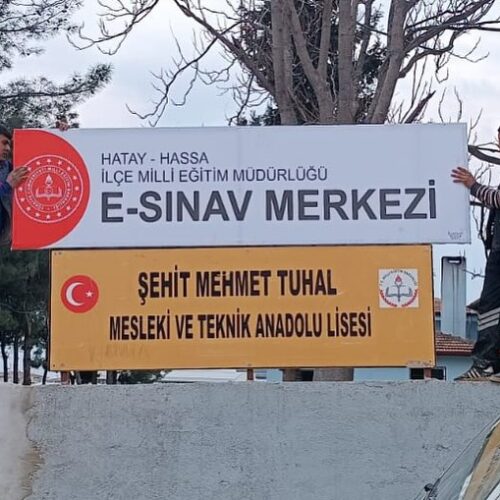 HATAY - HASSA
İLÇE MİLLİ EĞİTİM MÜDÜRLÜĞÜ
E-SINAV MERKEZİ
ŞEHİT MEHMET TUHAL
MESLEKİ VE TEKNİK ANADOLU LİSESİ